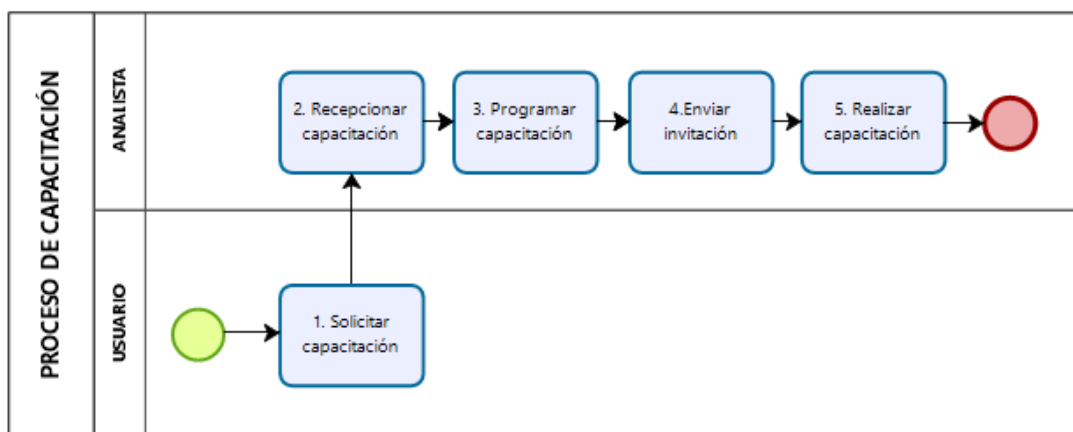 PROCESO DE CAPACITACIÓN
ANALISTA
2. Recepcionar
capacitación
3. Programar
capacitación
4.Enviar
invitación
5. Realizar
capacitación
USUARIO
1. Solicitar
capacitación